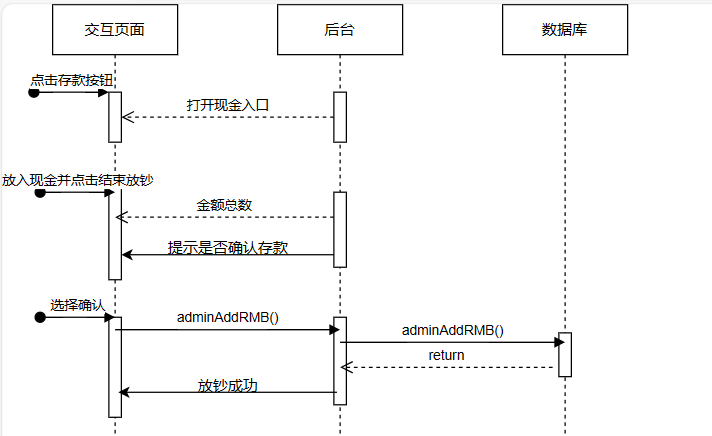 交互页面
后台
数据库
点击存款按钮
打开现金入口
放入现金并点击结束放钞
金额总数
提示是否确认存款
选择确认
adminAddRMB()
adminAddRMB()
return
放钞成功